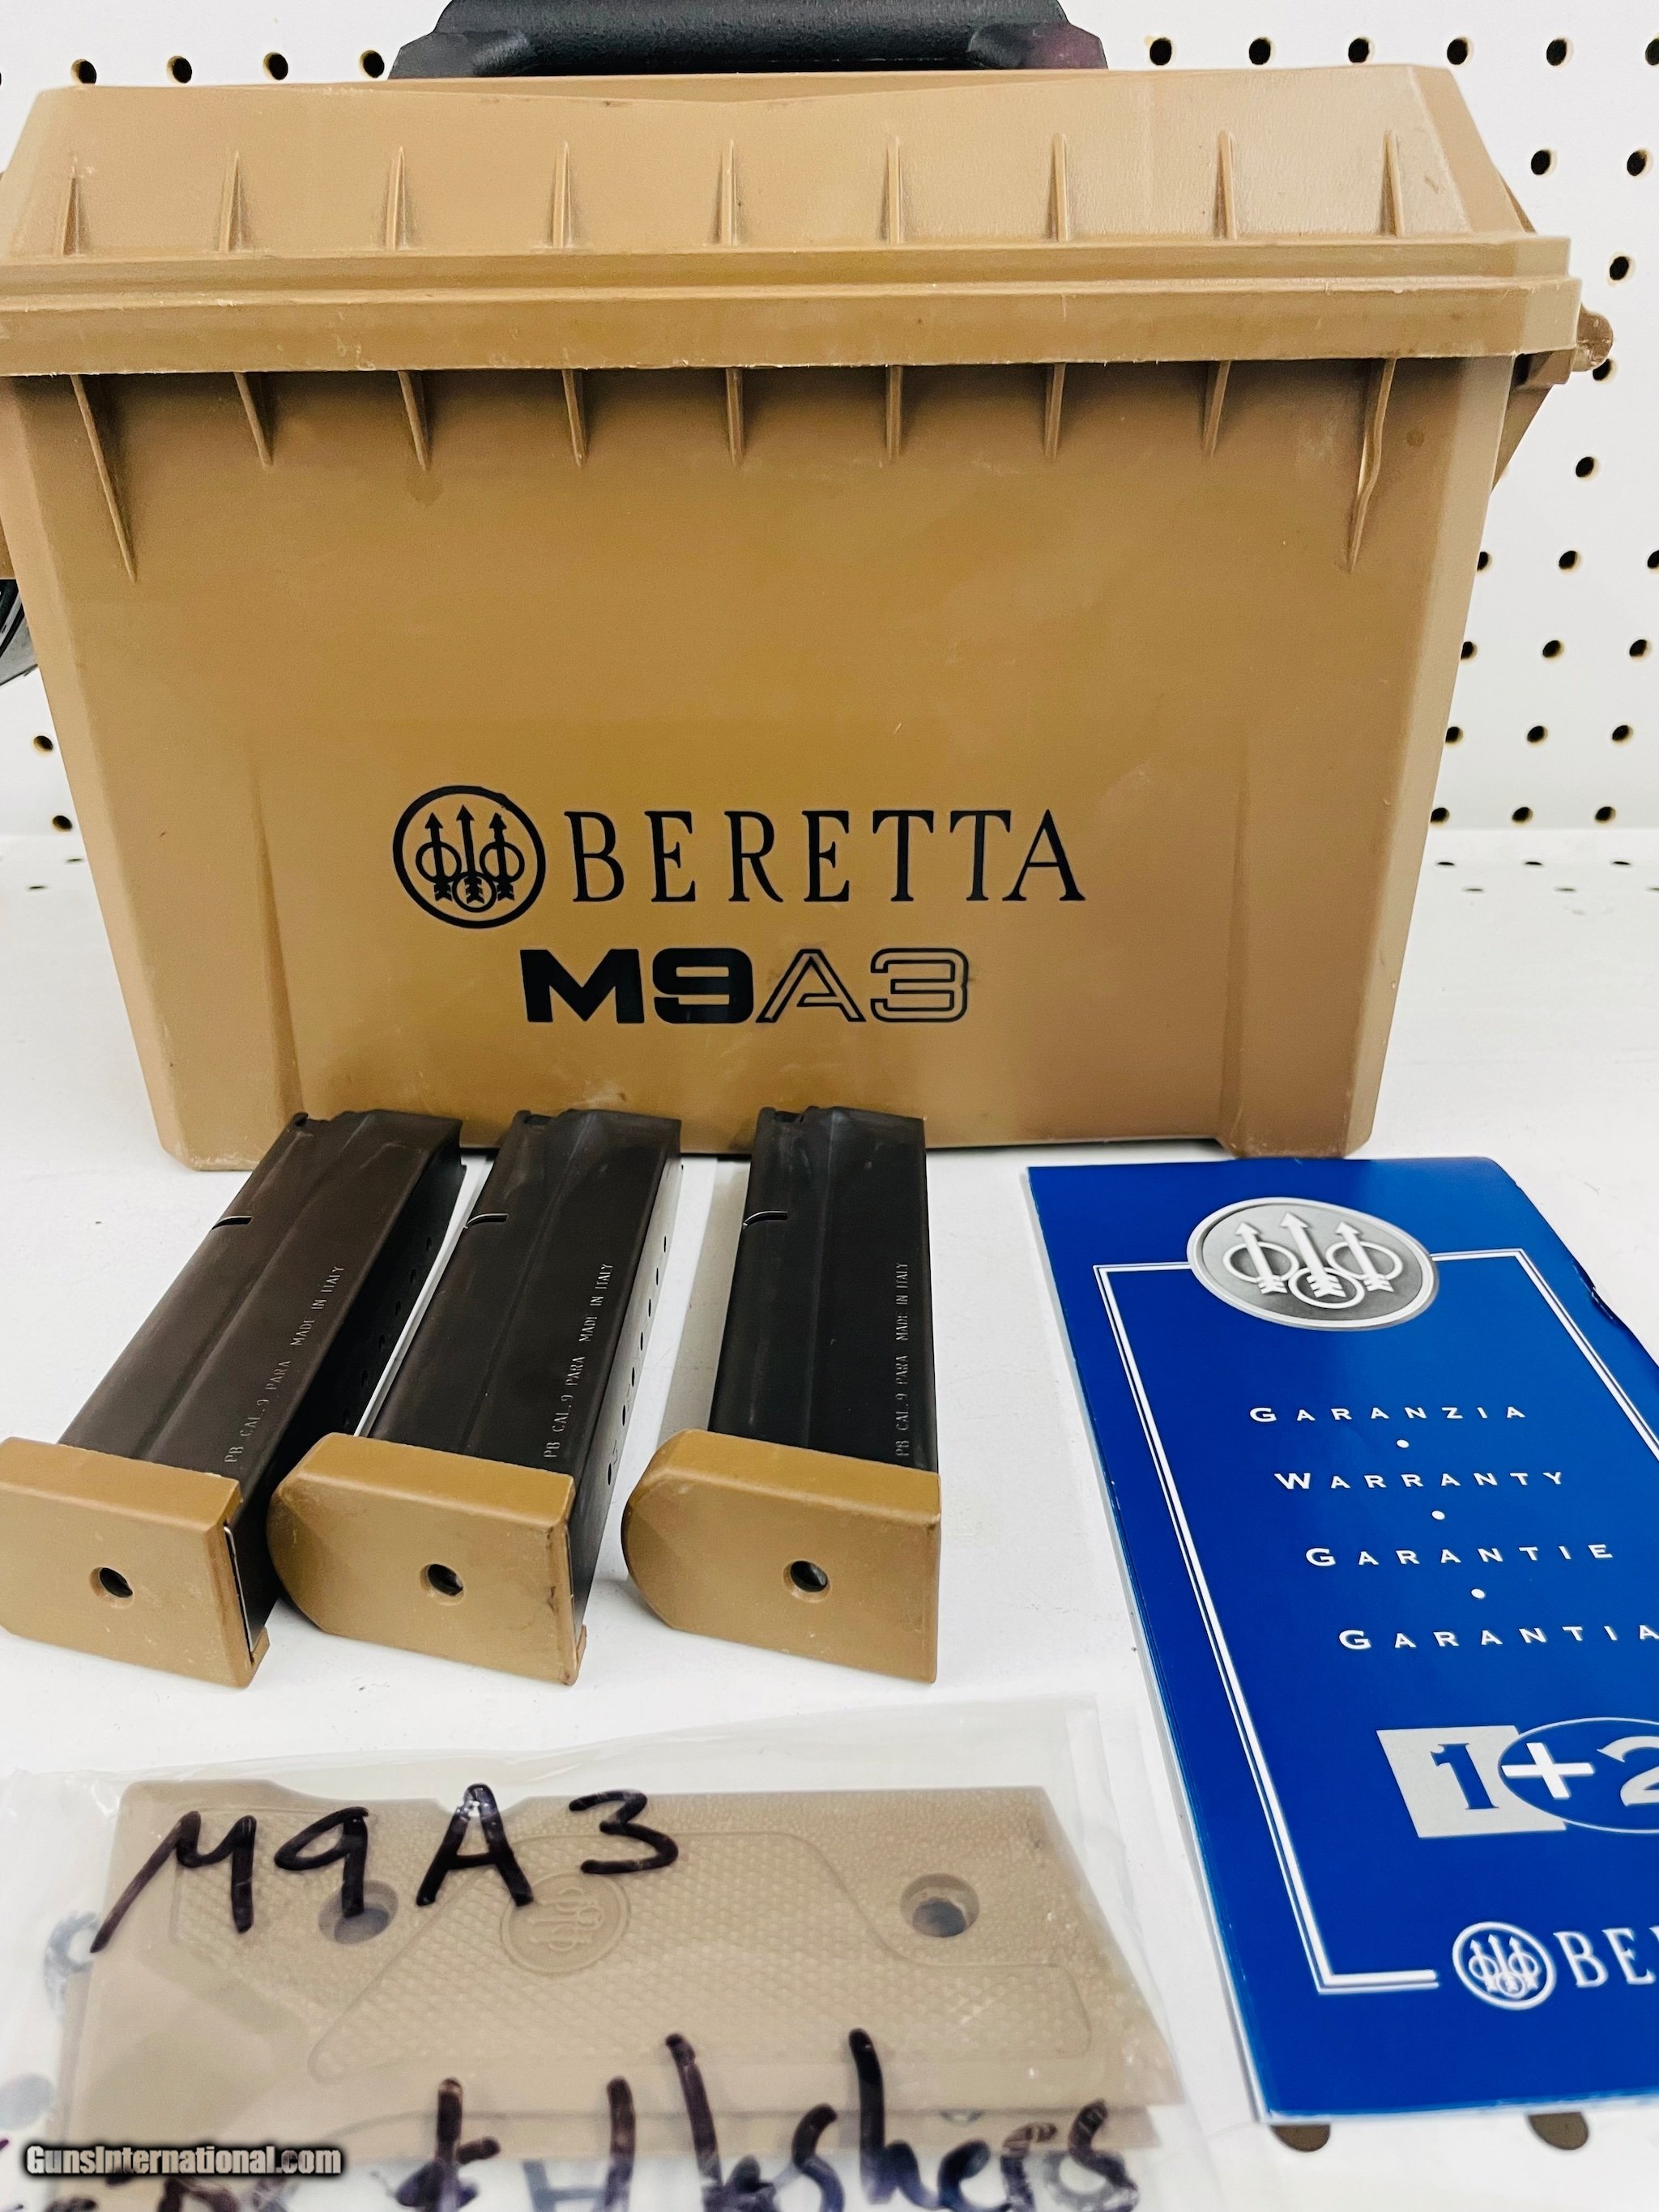 BERETTA
M9A3
PB CAL. 9 PARA MADE IN ITALY
PB CAL. 9 PARA MADE IN ITALY
PB CAL. 9 PARA MADE IN ITALY
GARANZIA
•
WARRANTY
•
GARANTIE
•
GARANTIA
1+2
BE
M9A3
GunsInternational.com